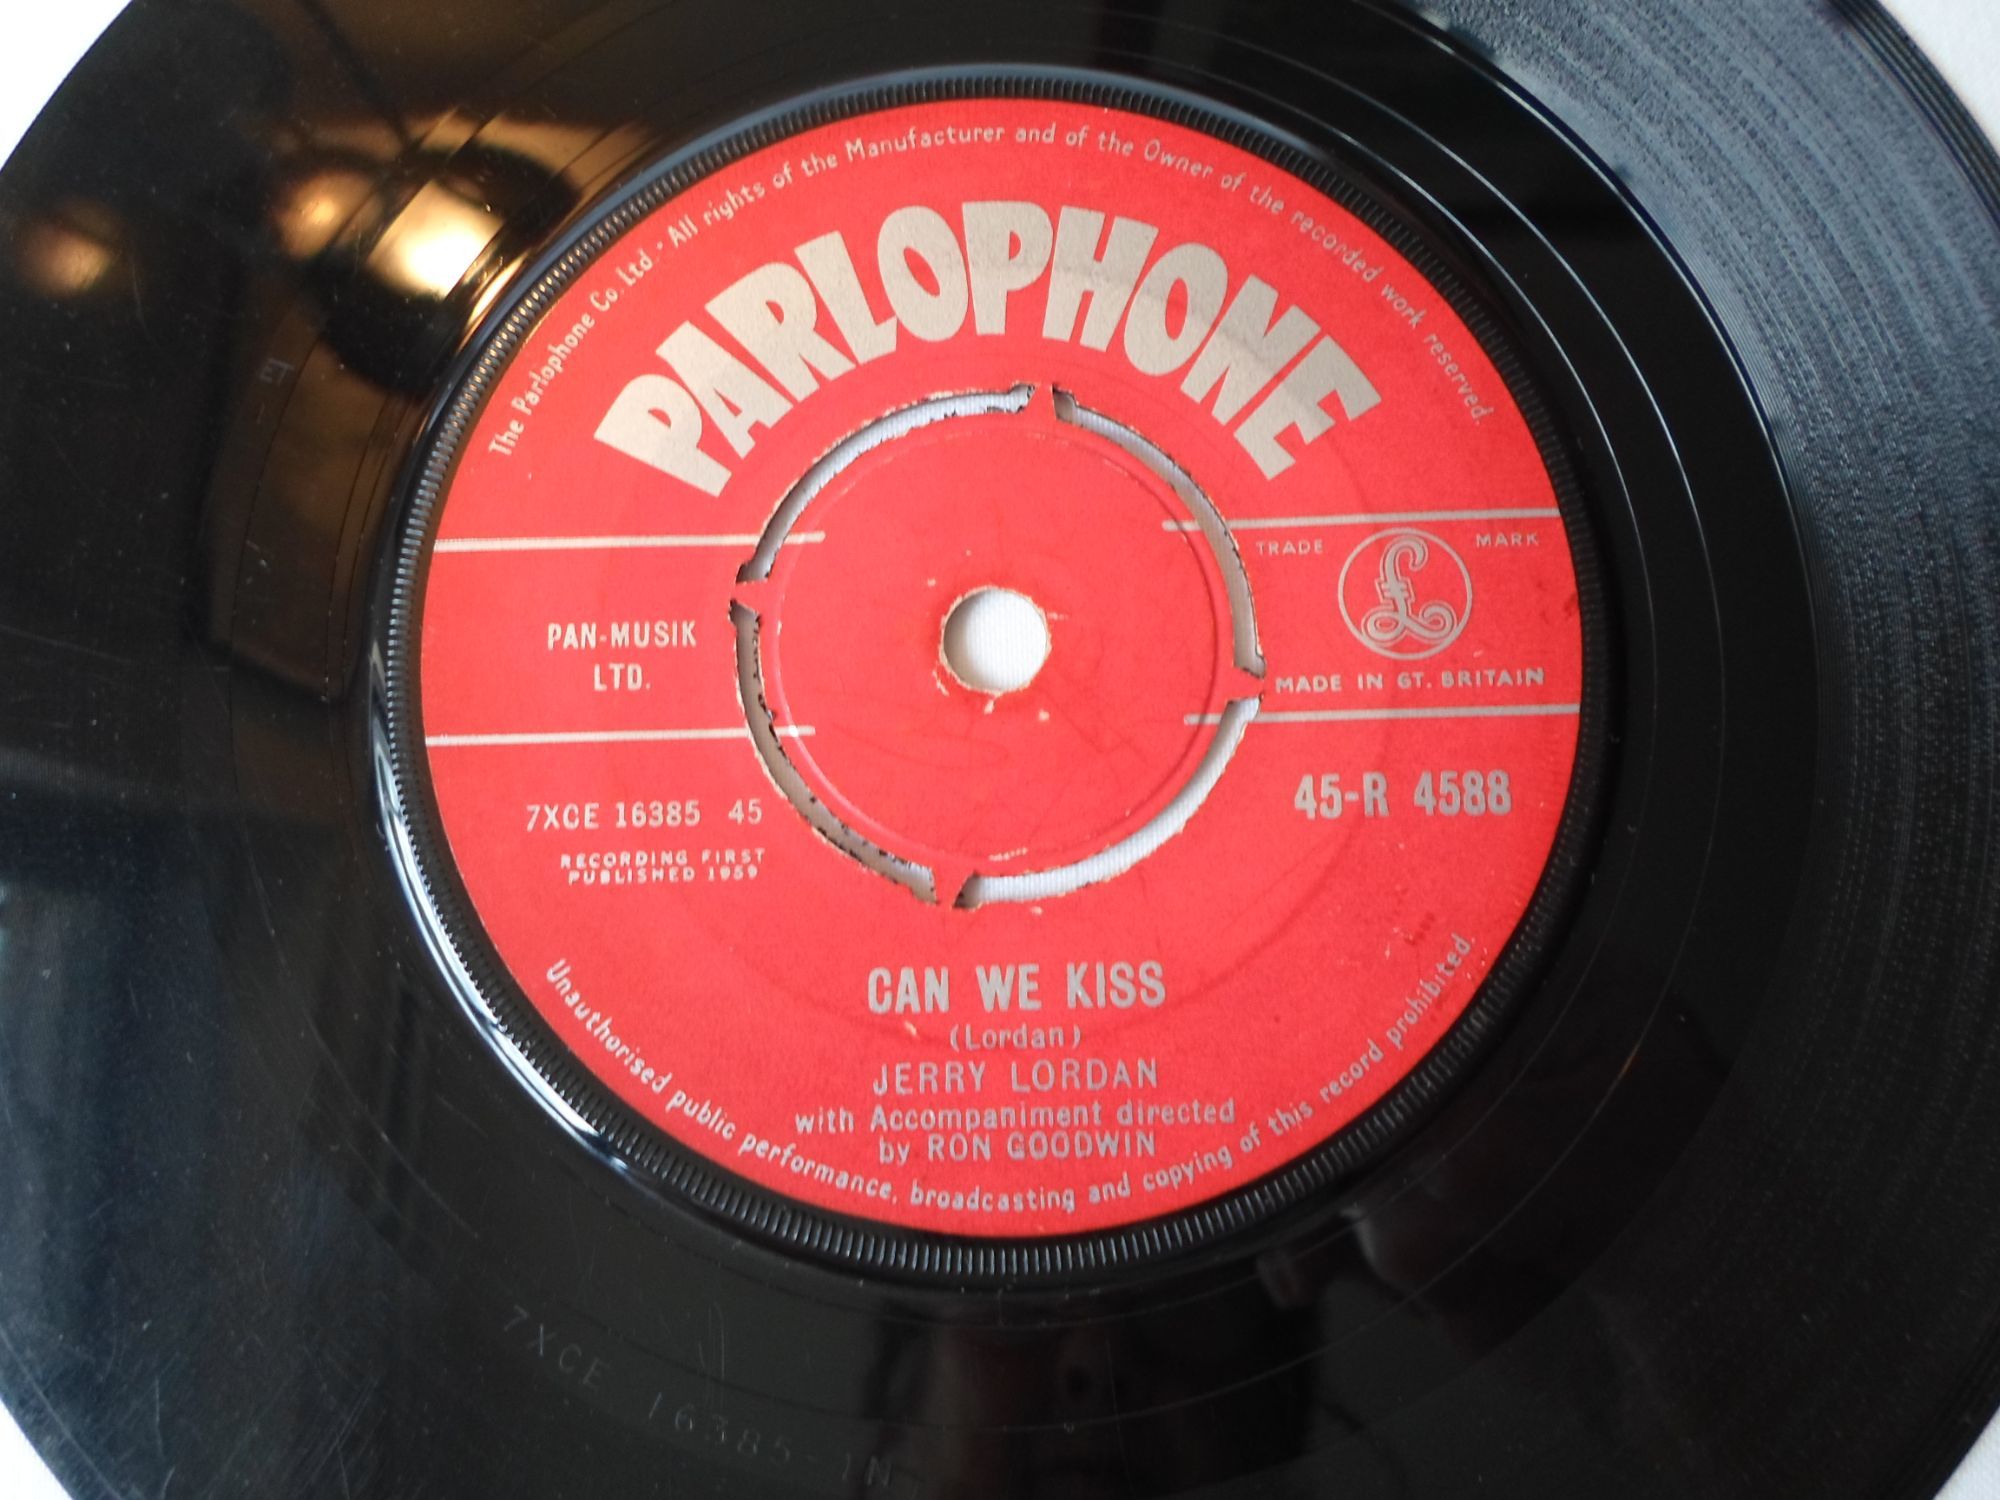 The Parlophone Co. Ltd · All rights of the Manufacturer and of the Owner of the recorded work reserved.
PARLOPHONE
TRADE £ MARK
PAN-MUSIK
LTD.
MADE IN GT. BRITAIN
7XCE 16385 45
45-R 4588
RECORDING FIRST
PUBLISHED 1959
CAN WE KISS
(Lordan)
JERRY LORDAN
with Accompaniment directed
by RON GOODWIN
Unauthorised public performance, broadcasting and copying of this record prohibited.
7XCE 16385-1N